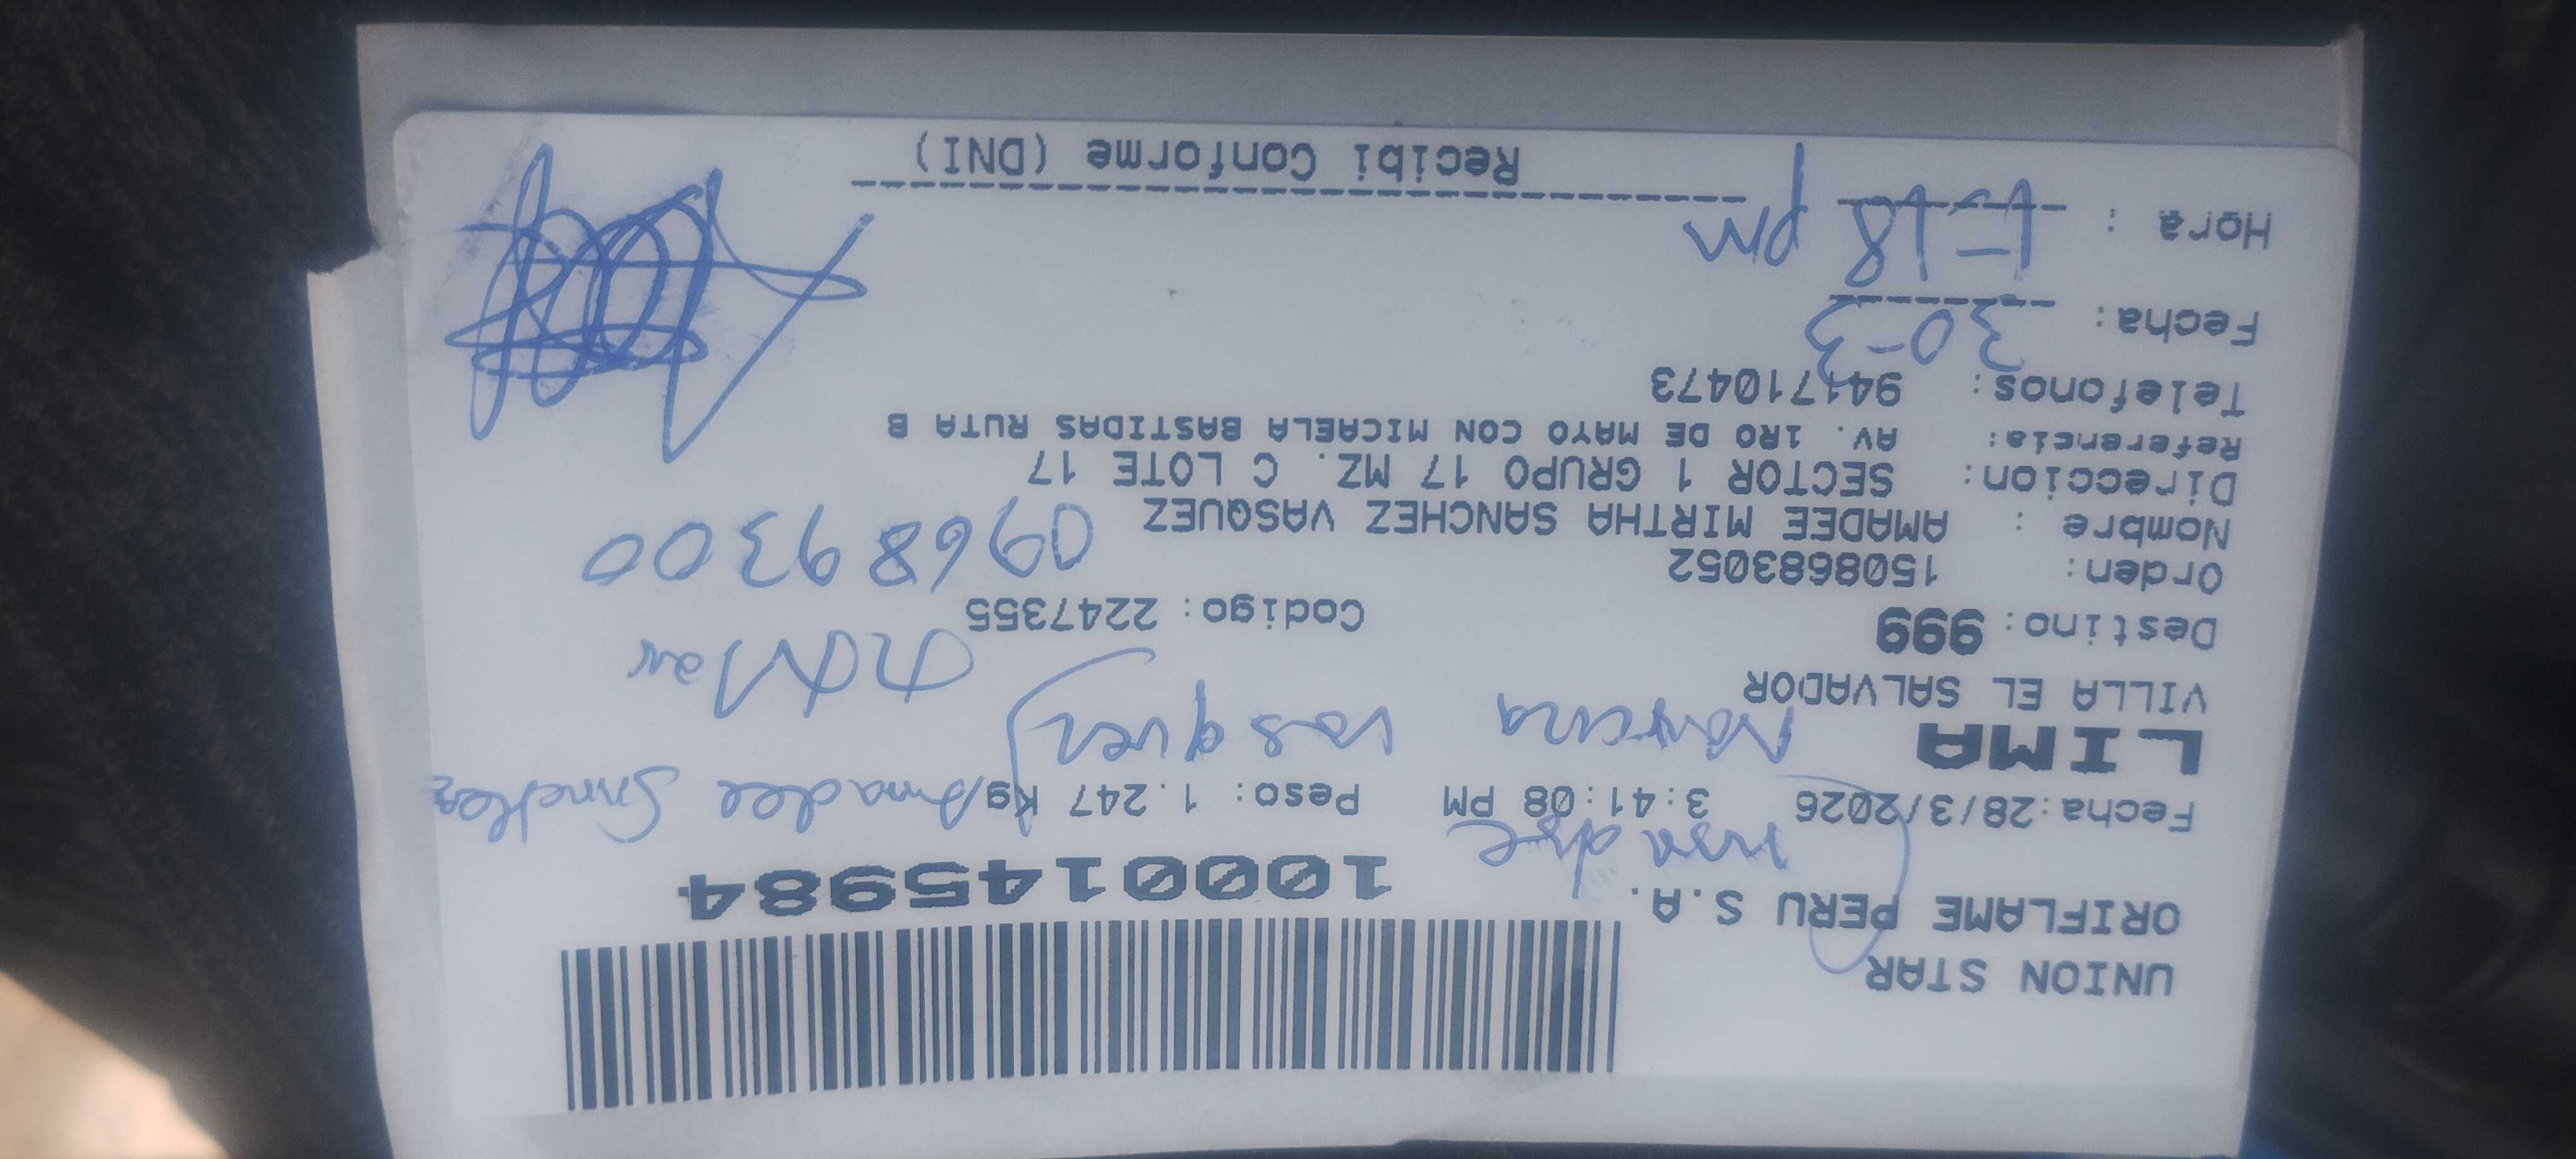 UNION STAR
ORIFLAME PERU S.A.
1000145984
madre
Fecha:28/3/2026 3:41:08 PM Peso: 1.247 Kg Amadee Sanchez
LIMA
vasquez
VILLA EL SALVADOR
Destino: 999 Codigo: 2247355
Orden: 1508683052
09689300
Nombre : AMADEE MIRTHA SANCHEZ VASQUEZ
Direccion: SECTOR 1 GRUPO 17 MZ. C LOTE 17
Referencia: AV. 1RO DE MAYO CON MICAELA BASTIDAS RUTA B
Telefonos: 941710473
Fecha: 30-3
Hora : 1-18 pm
Recibi Conforme (DNI)